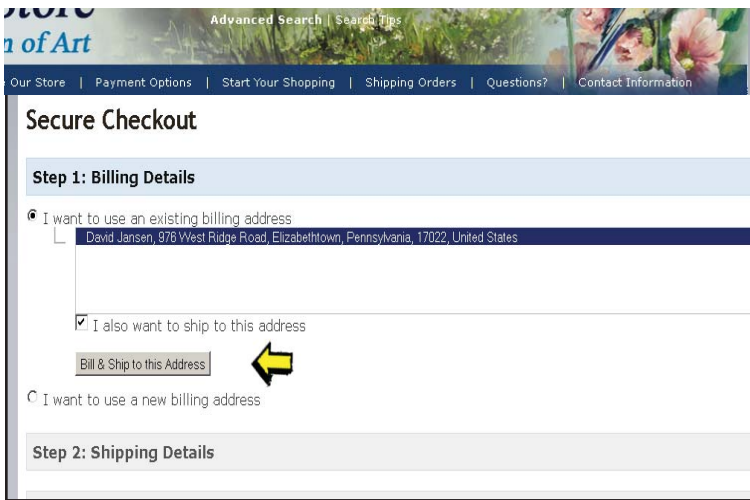 Store
of Art
Advanced Search | Search Tips
Our Store | Payment Options | Start Your Shopping | Shipping Orders | Questions? | Contact Information
Secure Checkout
Step 1: Billing Details
I want to use an existing billing address
David Jansen, 976 West Ridge Road, Elizabethtown, Pennsylvania, 17022, United States
I also want to ship to this address
Bill & Ship to this Address
I want to use a new billing address
Step 2: Shipping Details